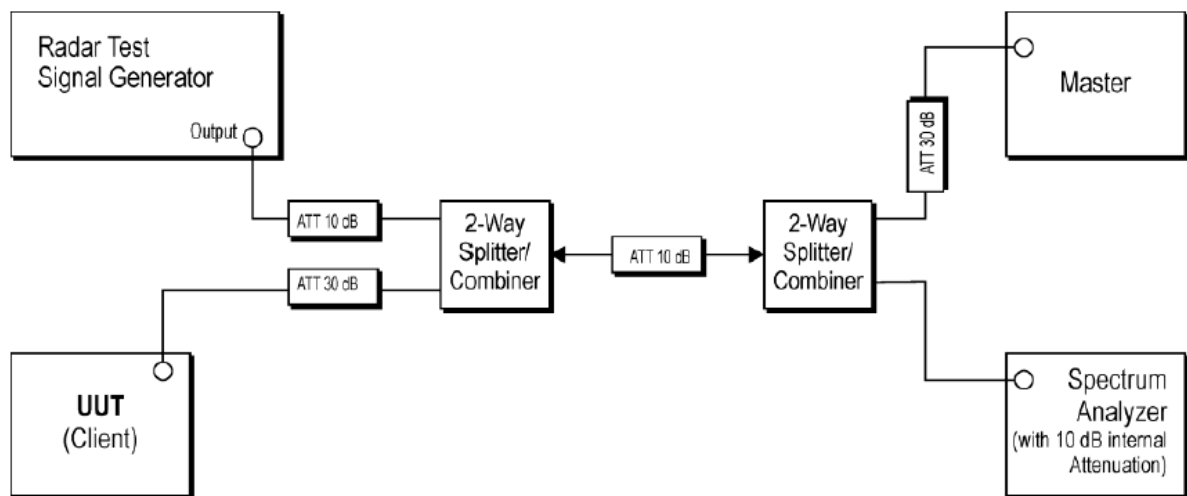 Radar Test
Signal Generator
Output
ATT 10 dB
ATT 30 dB
UUT
(Client)
2-Way
Splitter/
Combiner
ATT 10 dB
2-Way
Splitter/
Combiner
ATT 30 dB
Master
Spectrum
Analyzer
(with 10 dB internal
Attenuation)